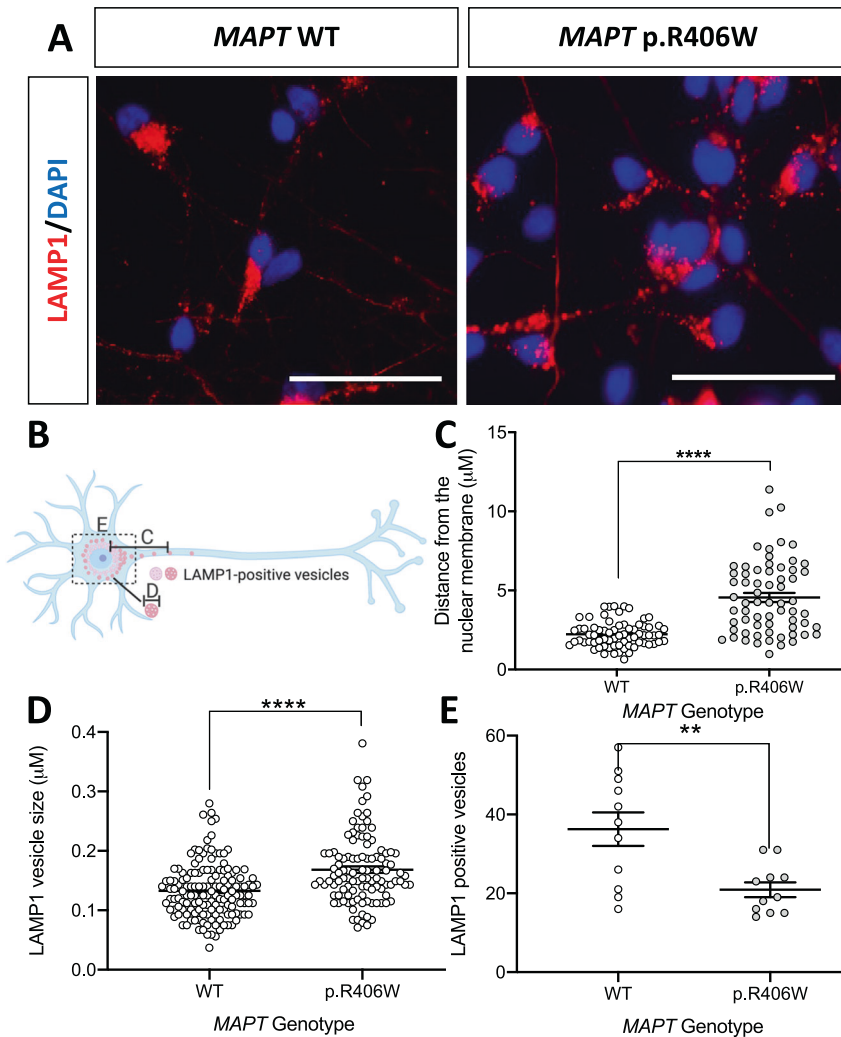 A
MAPT WT
MAPT p.R406W
LAMP1/DAPI
B
E
C
D
LAMP1-positive vesicles
C
Distance from the
nuclear membrane (μM)
15
10
5
0
****
WT
p.R406W
MAPT Genotype
D
LAMP1 vesicle size (μM)
0.4
0.3
0.2
0.1
0.0
****
WT
p.R406W
MAPT Genotype
E
LAMP1 positive vesicles
60
40
20
0
**
WT
p.R406W
MAPT Genotype